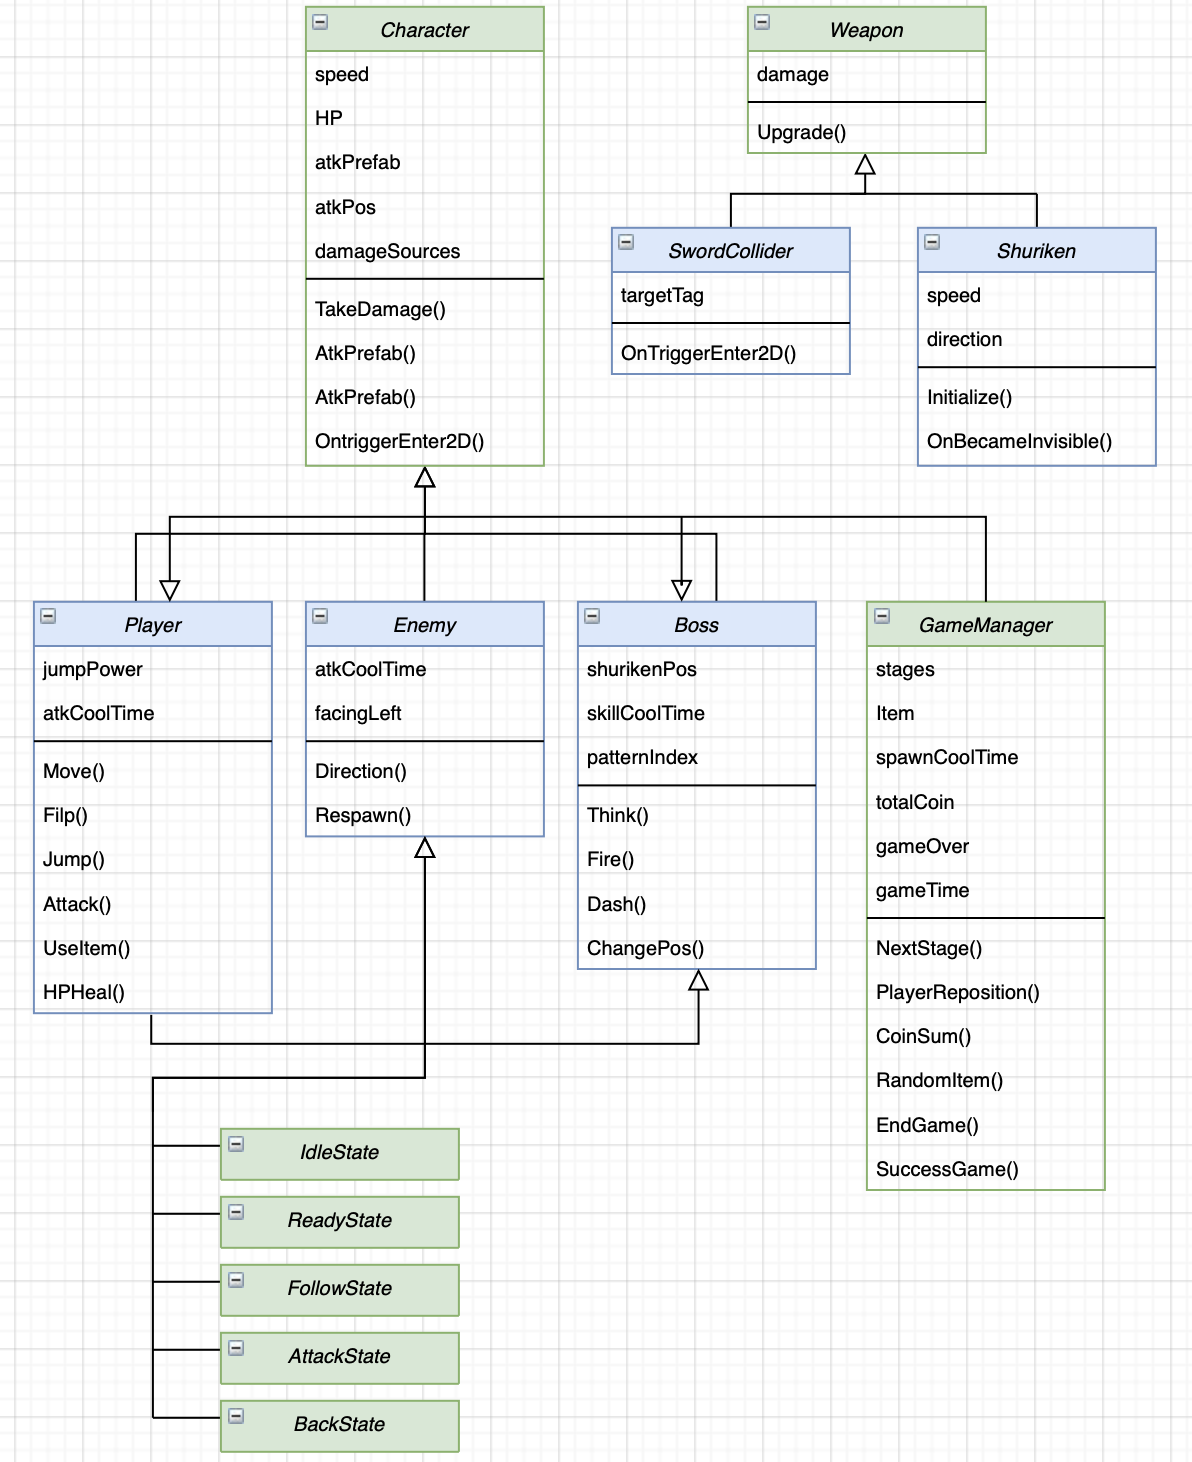 Character
speed
HP
atkPrefab
atkPos
damageSources
TakeDamage()
AtkPrefab()
AtkPrefab()
OntriggerEnter2D()
Weapon
damage
Upgrade()
SwordCollider
targetTag
OnTriggerEnter2D()
Shuriken
speed
direction
Initialize()
OnBecameInvisible()
Player
jumpPower
atkCoolTime
Move()
Filp()
Jump()
Attack()
UseItem()
HPHeal()
Enemy
atkCoolTime
facingLeft
Direction()
Respawn()
Boss
shurikenPos
skillCoolTime
patternIndex
Think()
Fire()
Dash()
ChangePos()
GameManager
stages
Item
spawnCoolTime
totalCoin
gameOver
gameTime
NextStage()
PlayerReposition()
CoinSum()
RandomItem()
EndGame()
SuccessGame()
IdleState
ReadyState
FollowState
AttackState
BackState